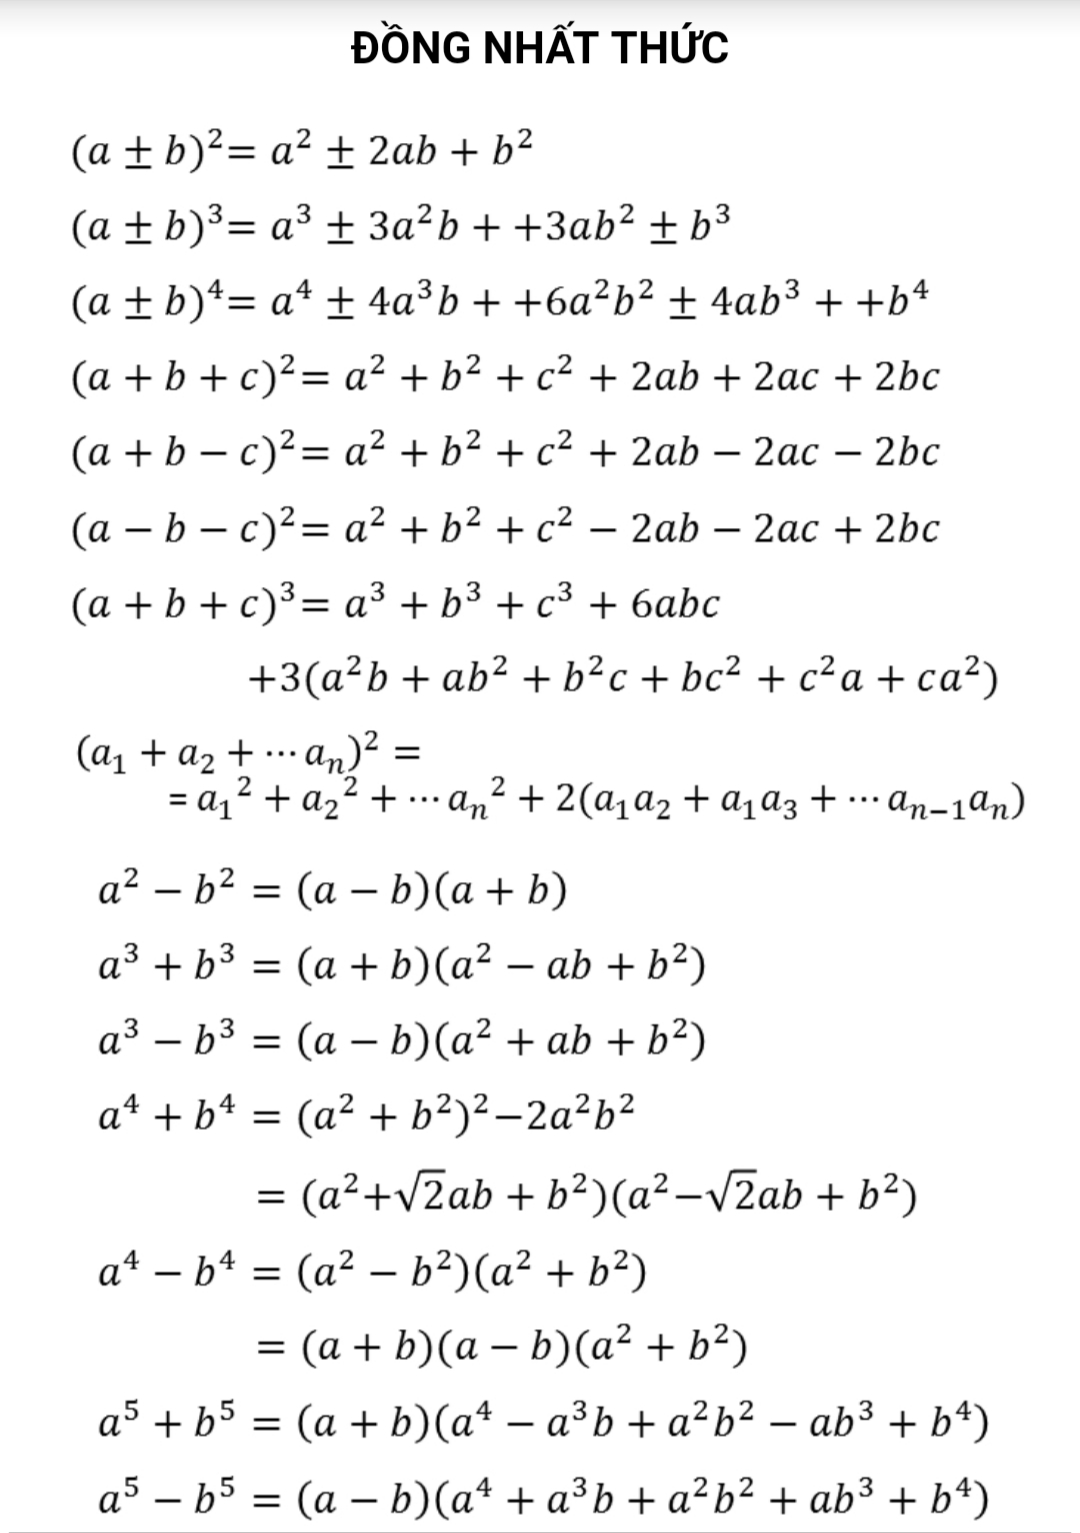 ĐỒNG NHẤT THỨC
(a ± b)²= a² ± 2ab + b²
(a ± b)³= a³ ± 3a²b + +3ab² ± b³
(a ± b)⁴= a⁴ ± 4a³b + +6a²b² ± 4ab³ + +b⁴
(a + b + c)²= a² + b² + c² + 2ab + 2ac + 2bc
(a + b − c)²= a² + b² + c² + 2ab − 2ac − 2bc
(a − b − c)²= a² + b² + c² − 2ab − 2ac + 2bc
(a + b + c)³= a³ + b³ + c³ + 6abc
+3(a²b + ab² + b²c + bc² + c²a + ca²)
(a₁ + a₂ + ⋯ aₙ)² =
= a₁² + a₂² + ⋯ aₙ² + 2(a₁a₂ + a₁a₃ + ⋯ aₙ₋₁aₙ)
a² − b² = (a − b)(a + b)
a³ + b³ = (a + b)(a² − ab + b²)
a³ − b³ = (a − b)(a² + ab + b²)
a⁴ + b⁴ = (a² + b²)²−2a²b²
= (a²+√2ab + b²)(a²−√2ab + b²)
a⁴ − b⁴ = (a² − b²)(a² + b²)
= (a + b)(a − b)(a² + b²)
a⁵ + b⁵ = (a + b)(a⁴ − a³b + a²b² − ab³ + b⁴)
a⁵ − b⁵ = (a − b)(a⁴ + a³b + a²b² + ab³ + b⁴)